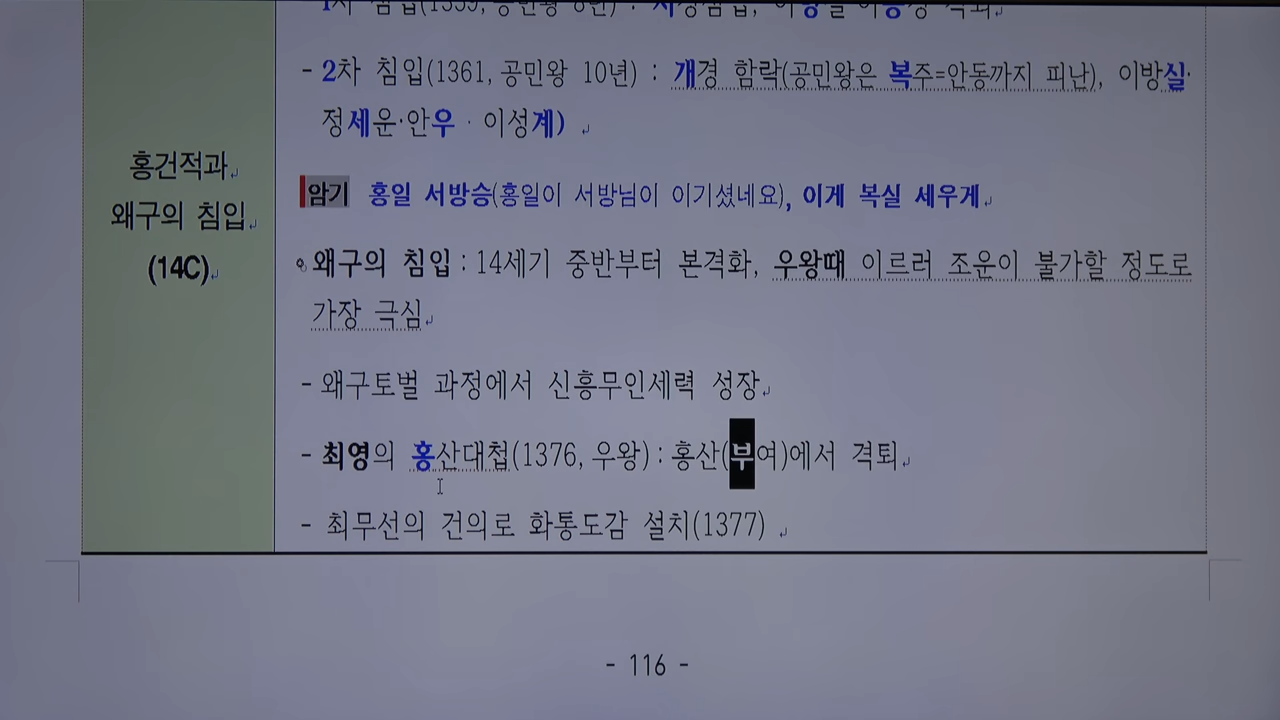 - 2차 침입(1361, 공민왕 10년) : 개경 함락(공민왕은 복주=안동까지 피난), 이방실·
정세운·안우 · 이성계)
홍건적과
왜구의 침입
(14C)
암기 홍일 서방승(홍일이 서방님이 이기셨네요), 이게 복실 세우게
왜구의 침입 : 14세기 중반부터 본격화, 우왕때 이르러 조운이 불가할 정도로
가장 극심
- 왜구토벌 과정에서 신흥무인세력 성장
- 최영의 홍산대첩(1376, 우왕) : 홍산(부여)에서 격퇴
- 최무선의 건의로 화통도감 설치(1377)
- 116 -